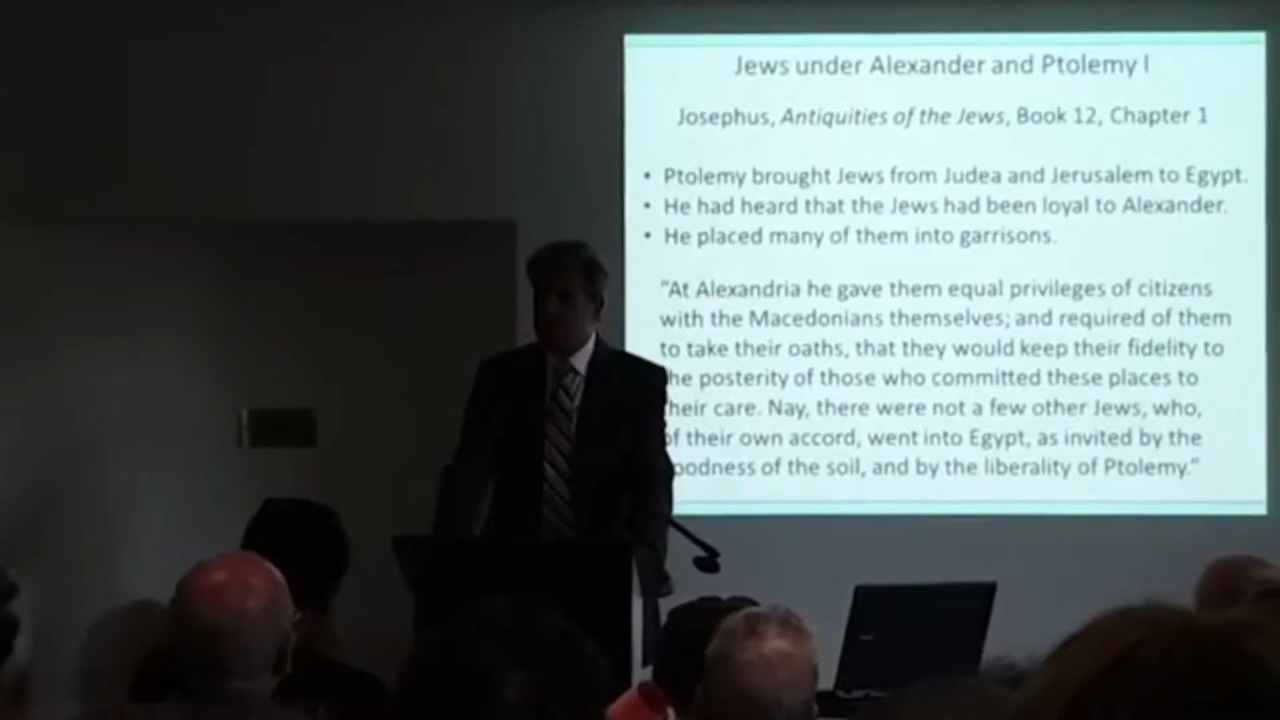 Jews under Alexander and Ptolemy I
Josephus, Antiquities of the Jews, Book 12, Chapter 1
• Ptolemy brought Jews from Judea and Jerusalem to Egypt.
• He had heard that the Jews had been loyal to Alexander.
• He placed many of them into garrisons.
"At Alexandria he gave them equal privileges of citizens
with the Macedonians themselves; and required of them
to take their oaths, that they would keep their fidelity to
he posterity of those who committed these places to
heir care. Nay, there were not a few other Jews, who,
of their own accord, went into Egypt, as invited by the
oodness of the soil, and by the liberality of Ptolemy."